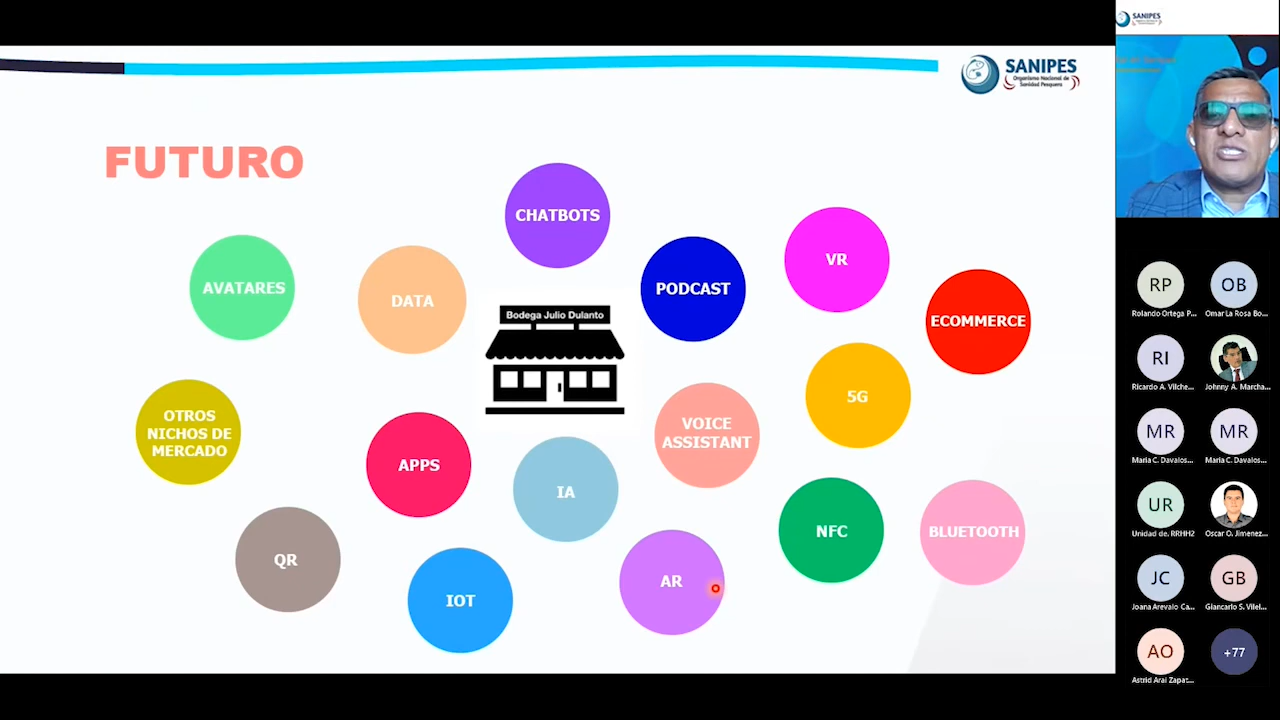 SANIPES
Organismo Nacional de
Sanidad Pesquera
FUTURO
CHATBOTS
AVATARES
DATA
PODCAST
VR
ECOMMERCE
Bodega Julio Dulanto
OTROS
NICHOS DE
MERCADO
APPS
IA
VOICE
ASSISTANT
5G
QR
IOT
AR
NFC
BLUETOOTH
SANIPES
RP
Rolando Ortega P...
OB
Omar La Rosa Bo...
RI
Ricardo A. Vilche...
Johnny A. Marcha...
MR
Maria C. Davalos...
MR
Maria C. Davalos...
UR
Unidad de. RRHH2
Oscar O. Jimenez...
JC
Joana Arevalo Ca...
GB
Giancarlo S. Vilel...
AO
Astrid Arai Zapat...
+77